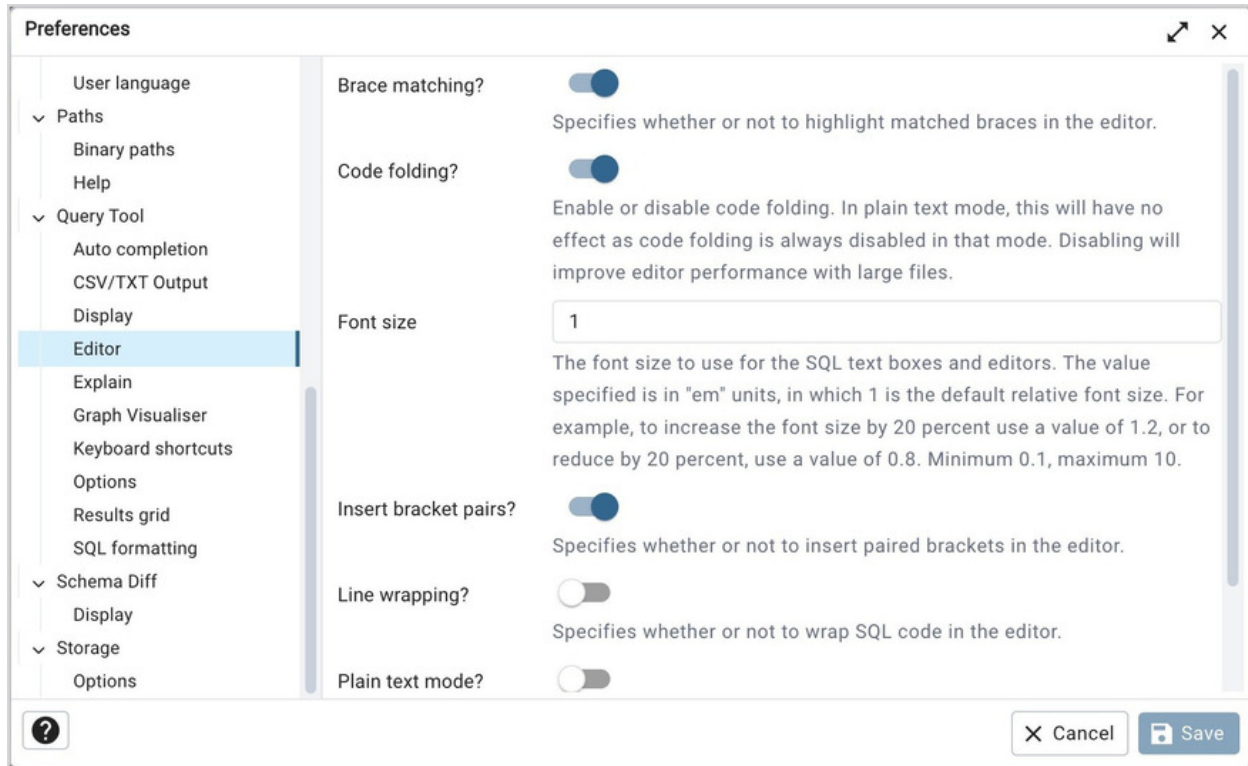 Preferences
User language
Paths
Binary paths
Help
Query Tool
Auto completion
CSV/TXT Output
Display
Editor
Explain
Graph Visualiser
Keyboard shortcuts
Options
Results grid
SQL formatting
Schema Diff
Display
Storage
Options
Brace matching?
Specifies whether or not to highlight matched braces in the editor.
Code folding?
Enable or disable code folding. In plain text mode, this will have no
effect as code folding is always disabled in that mode. Disabling will
improve editor performance with large files.
Font size
1
The font size to use for the SQL text boxes and editors. The value
specified is in "em" units, in which 1 is the default relative font size. For
example, to increase the font size by 20 percent use a value of 1.2, or to
reduce by 20 percent, use a value of 0.8. Minimum 0.1, maximum 10.
Insert bracket pairs?
Specifies whether or not to insert paired brackets in the editor.
Line wrapping?
Specifies whether or not to wrap SQL code in the editor.
Plain text mode?
?
Cancel
Save